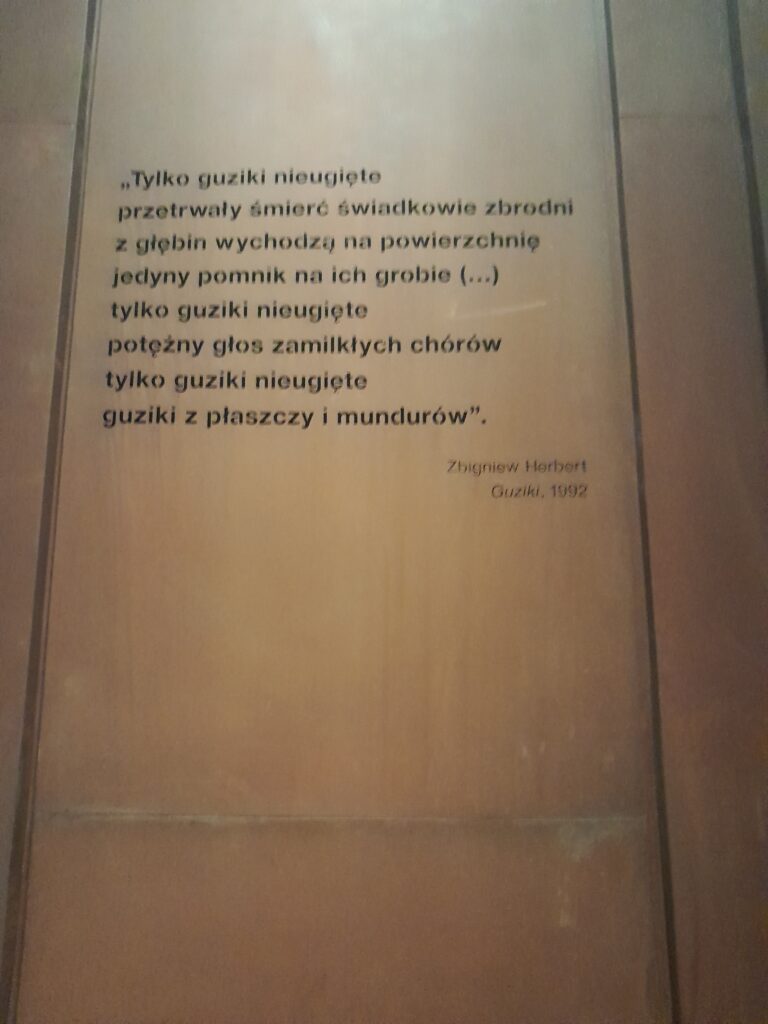 „Tylko guziki nieugięte
przetrwały śmierć świadkowie zbrodni
z głębin wychodzą na powierzchnię
jedyny pomnik na ich grobie (...)
tylko guziki nieugięte
potężny głos zamilkłych chórów
tylko guziki nieugięte
guziki z płaszczy i mundurów”.
Zbigniew Herbert
Guziki, 1992